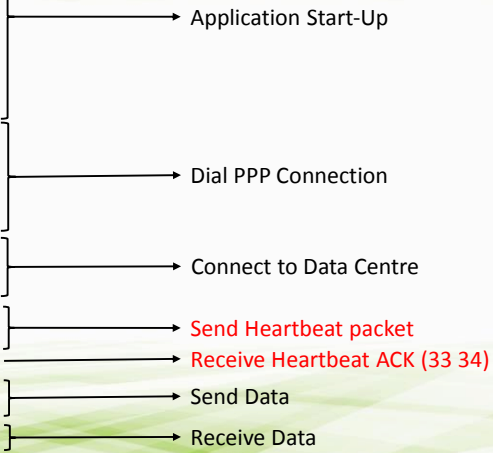 Application Start-Up
Dial PPP Connection
Connect to Data Centre
Send Heartbeat packet
Receive Heartbeat ACK (33 34)
Send Data
Receive Data